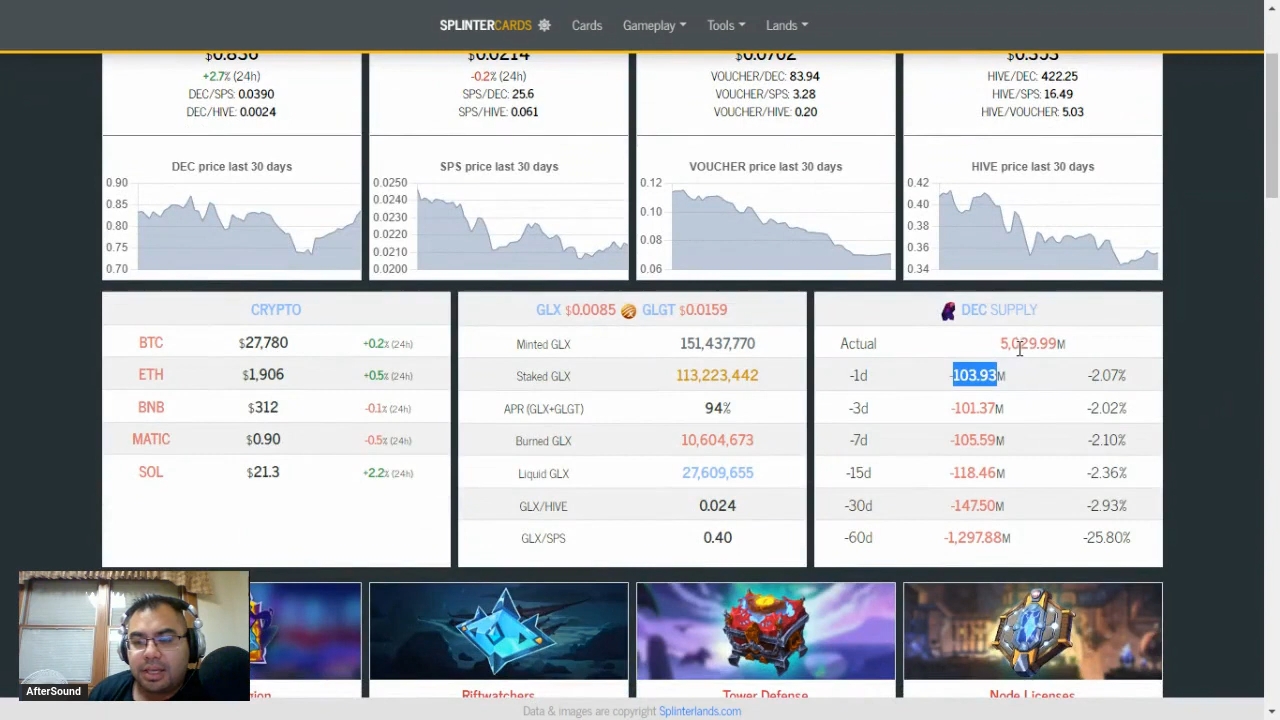 SPLINTERCARDS Cards Gameplay Tools Lands
$0.836 $0.0214 $0.0702 $0.353
+2.7% (24h) -0.2% (24h) VOUCHER/DEC: 83.94 HIVE/DEC: 422.25
DEC/SPS: 0.0390 SPS/DEC: 25.6 VOUCHER/SPS: 3.28 HIVE/SPS: 16.49
DEC/HIVE: 0.0024 SPS/HIVE: 0.061 VOUCHER/HIVE: 0.20 HIVE/VOUCHER: 5.03
DEC price last 30 days
0.90
0.85
0.80
0.75
0.70
SPS price last 30 days
0.0250
0.0240
0.0230
0.0220
0.0210
0.0200
VOUCHER price last 30 days
0.12
0.10
0.08
0.06
HIVE price last 30 days
0.42
0.40
0.38
0.36
0.34
CRYPTO
BTC $27,780 +0.2% (24h)
ETH $1,906 +0.5% (24h)
BNB $312 -0.1% (24h)
MATIC $0.90 -0.5% (24h)
SOL $21.3 +2.2% (24h)
GLX $0.0085 GLGT $0.0159
Minted GLX 151,437,770
Staked GLX 113,223,442
APR (GLX+GLGT) 94%
Burned GLX 10,604,673
Liquid GLX 27,609,655
GLX/HIVE 0.024
GLX/SPS 0.40
DEC SUPPLY
Actual 5,029.99M
-1d -103.93M -2.07%
-3d -101.37M -2.02%
-7d -105.59M -2.10%
-15d -118.46M -2.36%
-30d -147.50M -2.93%
-60d -1,297.88M -25.80%
Riftwatchers Tower Defense Node Licenses
AfterSound
Data & images are copyright Splinterlands.com